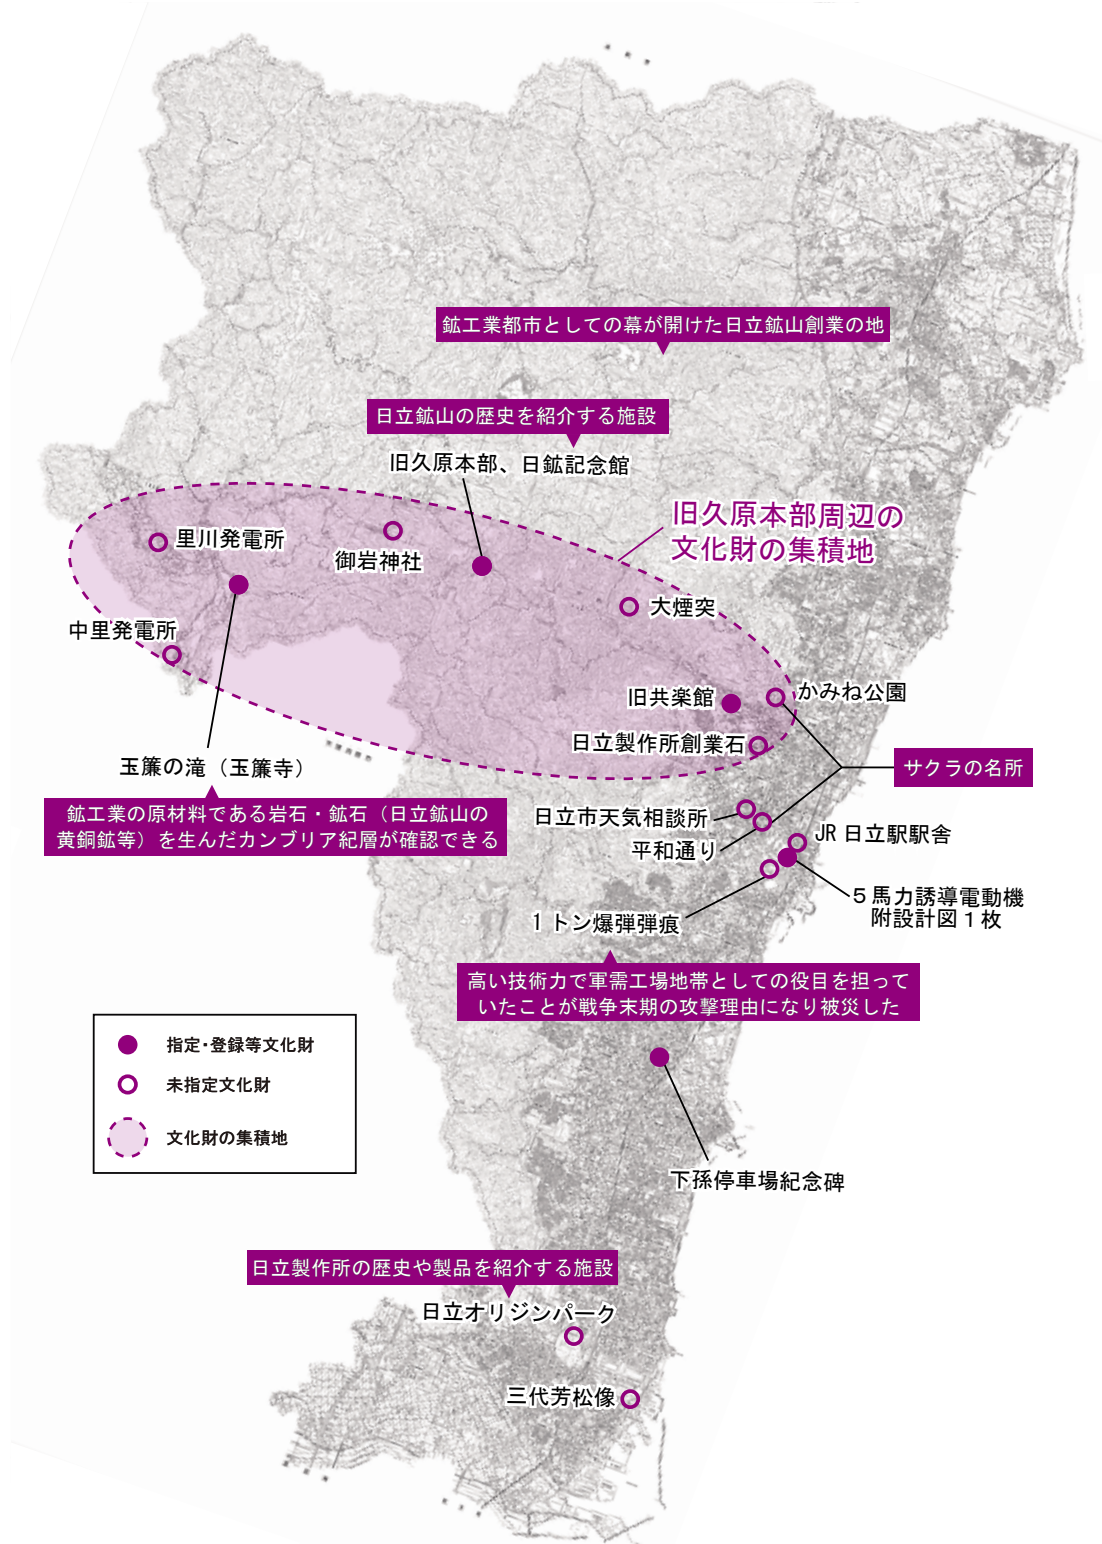 鉱工業都市としての幕が開けた日立鉱山創業の地
日立鉱山の歴史を紹介する施設
旧久原本部、日鉱記念館
旧久原本部周辺の
文化財の集積地
里川発電所
御岩神社
大煙突
中里発電所
旧共楽館
かみね公園
日立製作所創業石
玉簾の滝（玉簾寺）
サクラの名所
鉱工業の原材料である岩石・鉱石（日立鉱山の
黄銅鉱等）を生んだカンブリア紀層が確認できる
日立市天気相談所
平和通り
JR 日立駅駅舎
5 馬力誘導電動機
附設計図 1 枚
1 トン爆弾弾痕
高い技術力で軍需工場地帯としての役目を担って
いたことが戦争末期の攻撃理由になり被災した
指定・登録等文化財
未指定文化財
文化財の集積地
下孫停車場紀念碑
日立製作所の歴史や製品を紹介する施設
日立オリジンパーク
三代芳松像